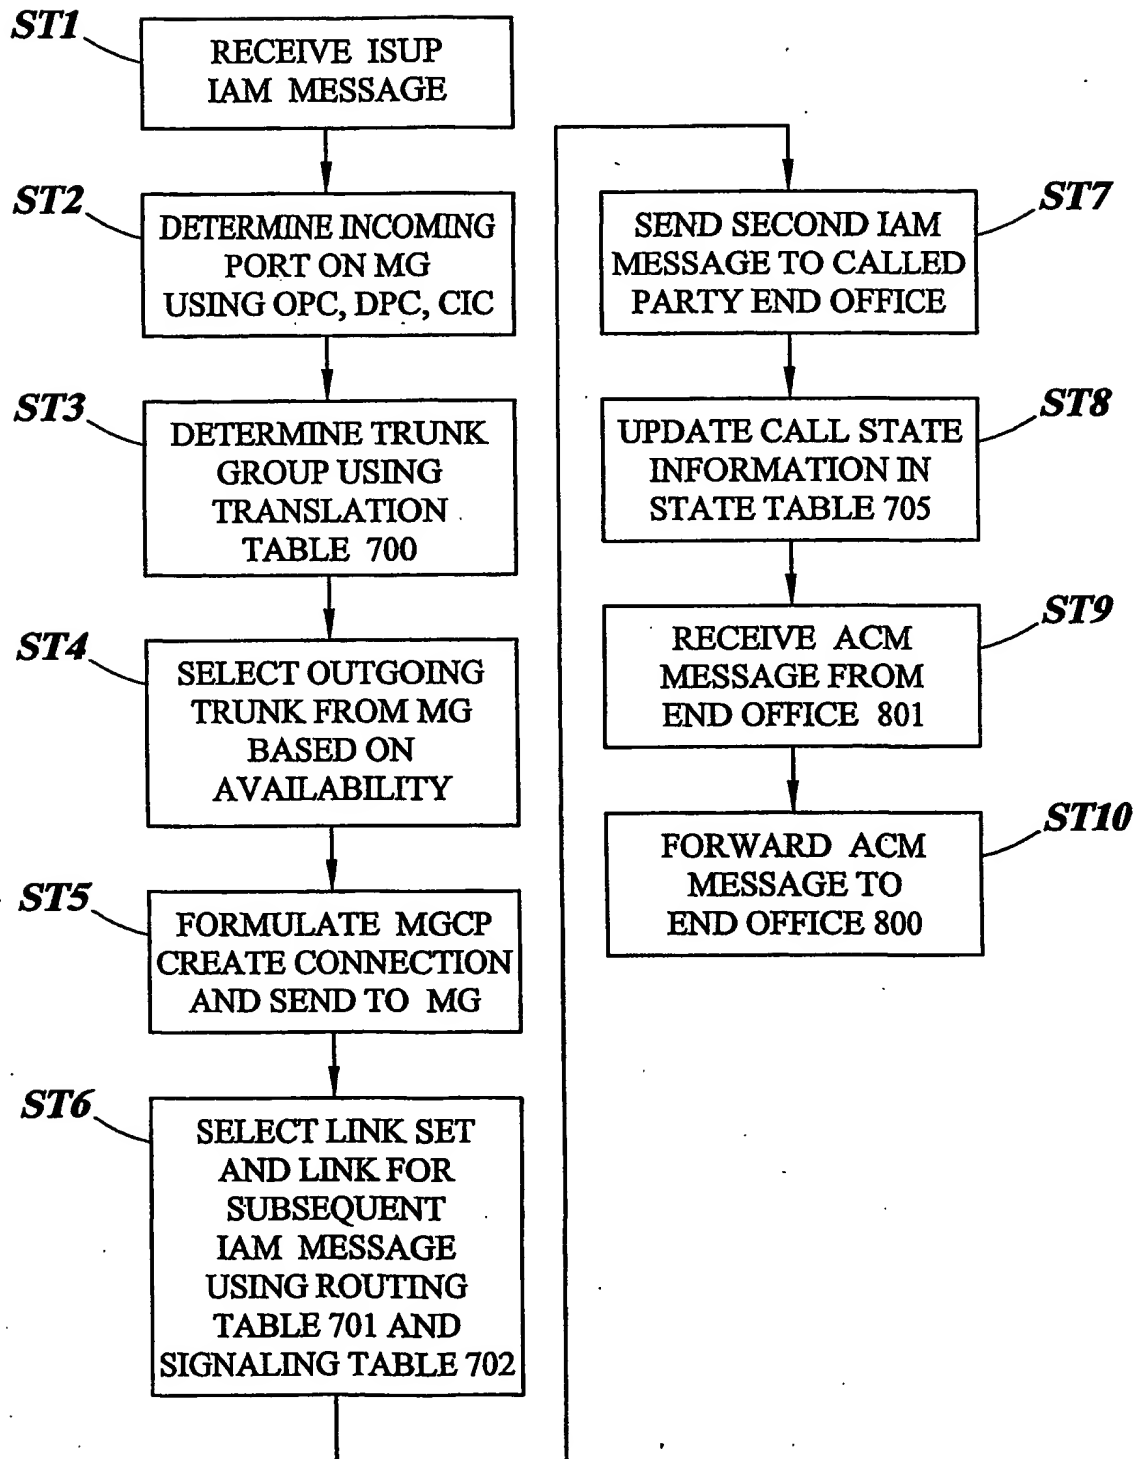 ST1
RECEIVE ISUP
IAM MESSAGE
ST2
DETERMINE INCOMING
PORT ON MG
USING OPC, DPC, CIC
ST3
DETERMINE TRUNK
GROUP USING
TRANSLATION
TABLE 700
ST4
SELECT OUTGOING
TRUNK FROM MG
BASED ON
AVAILABILITY
ST5
FORMULATE MGCP
CREATE CONNECTION
AND SEND TO MG
ST6
SELECT LINK SET
AND LINK FOR
SUBSEQUENT
IAM MESSAGE
USING ROUTING
TABLE 701 AND
SIGNALING TABLE 702
ST7
SEND SECOND IAM
MESSAGE TO CALLED
PARTY END OFFICE
ST8
UPDATE CALL STATE
INFORMATION IN
STATE TABLE 705
ST9
RECEIVE ACM
MESSAGE FROM
END OFFICE 801
ST10
FORWARD ACM
MESSAGE TO
END OFFICE 800